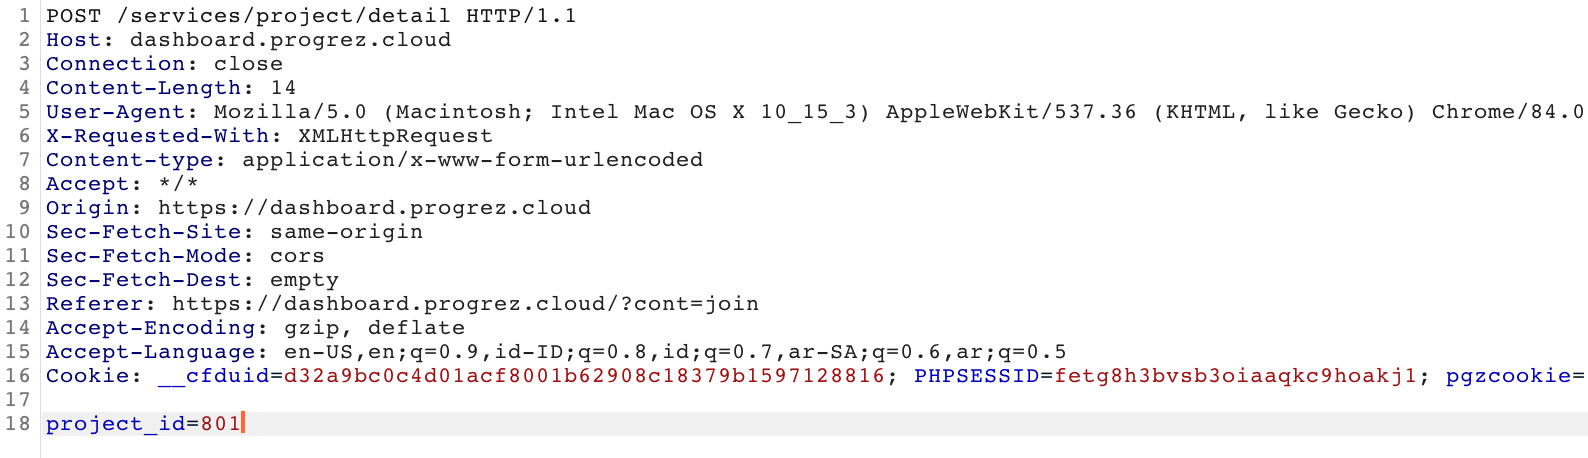 1 POST /services/project/detail HTTP/1.1
2 Host: dashboard.progrez.cloud
3 Connection: close
4 Content-Length: 14
5 User-Agent: Mozilla/5.0 (Macintosh; Intel Mac OS X 10_15_3) AppleWebKit/537.36 (KHTML, like Gecko) Chrome/84.0
6 X-Requested-With: XMLHttpRequest
7 Content-type: application/x-www-form-urlencoded
8 Accept: */*
9 Origin: https://dashboard.progrez.cloud
10 Sec-Fetch-Site: same-origin
11 Sec-Fetch-Mode: cors
12 Sec-Fetch-Dest: empty
13 Referer: https://dashboard.progrez.cloud/?cont=join
14 Accept-Encoding: gzip, deflate
15 Accept-Language: en-US,en;q=0.9,id-ID;q=0.8,id;q=0.7,ar-SA;q=0.6,ar;q=0.5
16 Cookie: __cfduid=d32a9bc0c4d01acf8001b62908c18379b1597128816; PHPSESSID=fetg8h3bvsb3oiaaqkc9hoakj1; pgzcookie=
17
18 project_id=801